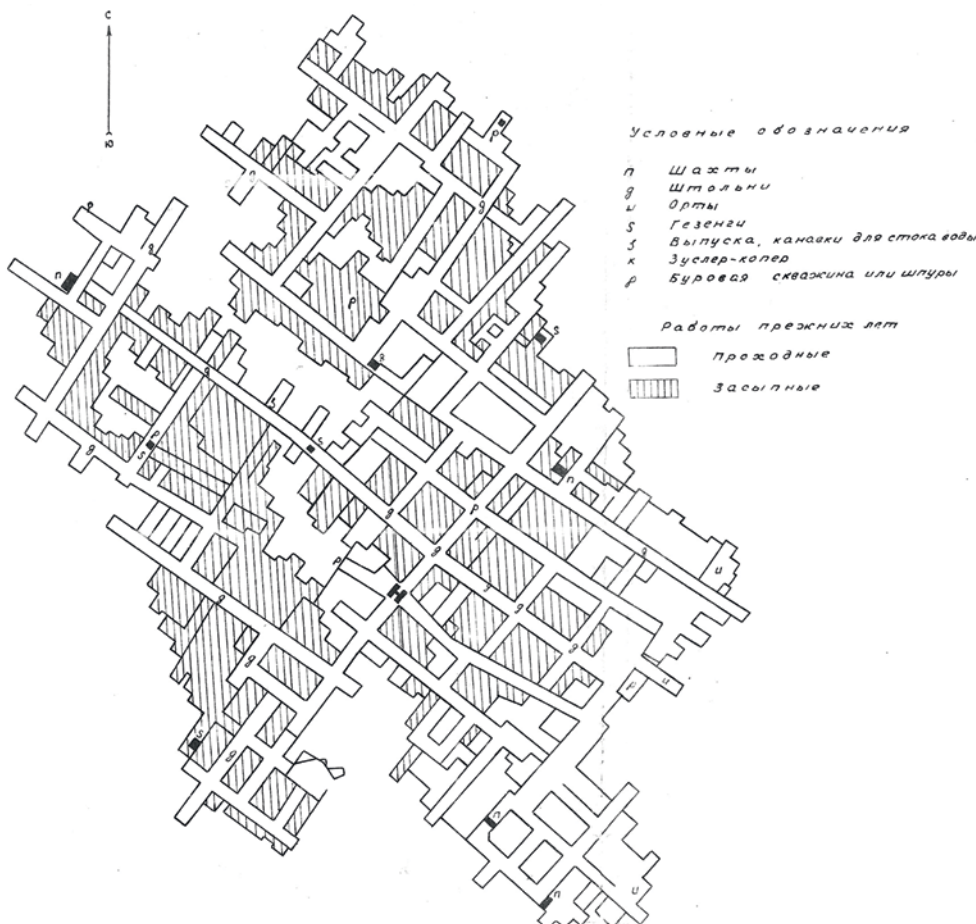 С
Ю
Условные обозначения
п Шахты
д Штольни
и Орты
s Гезенги
з Выпуска, канавки для стока воды
к Зуслер-копер
р Буровая скважина или шпуры
Работы прежних лет
проходные
Засыпные
р
д
д
р
д
п
р
s
з
д
з
р
s
д
s
п
д
р
д
и
р
д
з
д
д
и
р
д
д
s
д
п
п
и